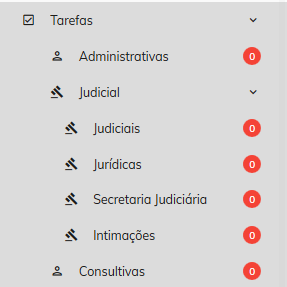 Tarefas
Administrativas 0
Judicial
Judiciais 0
Jurídicas 0
Secretaria Judiciária 0
Intimações 0
Consultivas 0